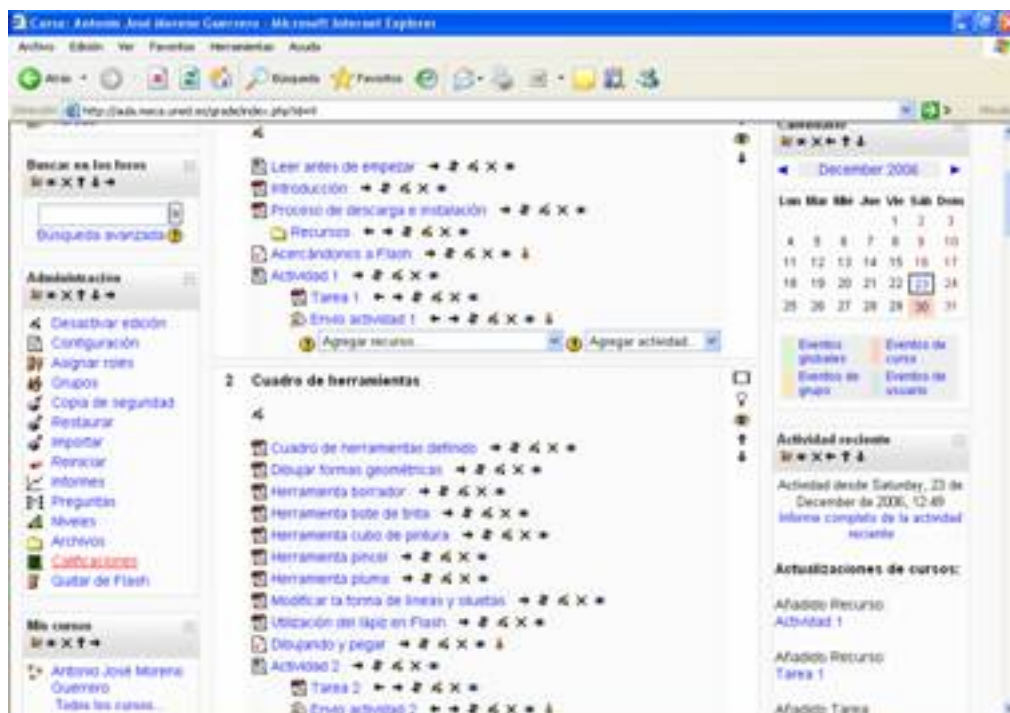 Curso: Antonio José Moreno Guerrero - Microsoft Internet Explorer
Archivo Edición Ver Favoritos Herramientas Ayuda
Atrás Búsqueda Favoritos
Buscar en los foros
Búsqueda avanzada
Administración
Desactivar edición
Configuración
Asignar roles
Grupos
Copia de seguridad
Restaurar
Importar
Reiniciar
Informes
Preguntas
Niveles
Archivos
Calificaciones
Quitar de Flash
Mis cursos
Antonio José Moreno
Guerrero
Todos los cursos...
Leer antes de empezar
Introducción
Proceso de descarga e instalación
Recursos
Acercándonos a Flash
Actividad 1
Tarea 1
Envio actividad 1
Agregar recurso... Agregar actividad...
2 Cuadro de herramientas
Cuadro de herramientas definido
Dibujar formas geométricas
Herramienta borrador
Herramienta bote de tinta
Herramienta cubo de pintura
Herramienta pincel
Herramienta pluma
Modificar la forma de líneas y siluetas
Utilización del lápiz en Flash
Dibujando y pegar
Actividad 2
Tarea 2
Envio actividad 2
Calendario
December 2006
Lun Mar Mié Jue Vie Sáb Dom
1 2 3
4 5 6 7 8 9 10
11 12 13 14 15 16 17
18 19 20 21 22 23 24
25 26 27 28 29 30 31
Eventos globales
Eventos de curso
Eventos de grupo
Eventos de usuario
Actividad reciente
Actividad desde Saturday, 23 de
December de 2006, 12:49
Informe completo de la actividad
reciente
Actualizaciones de cursos:
Añadido Recurso:
Actividad 1
Añadido Recurso:
Tarea 1
Añadido Tarea: